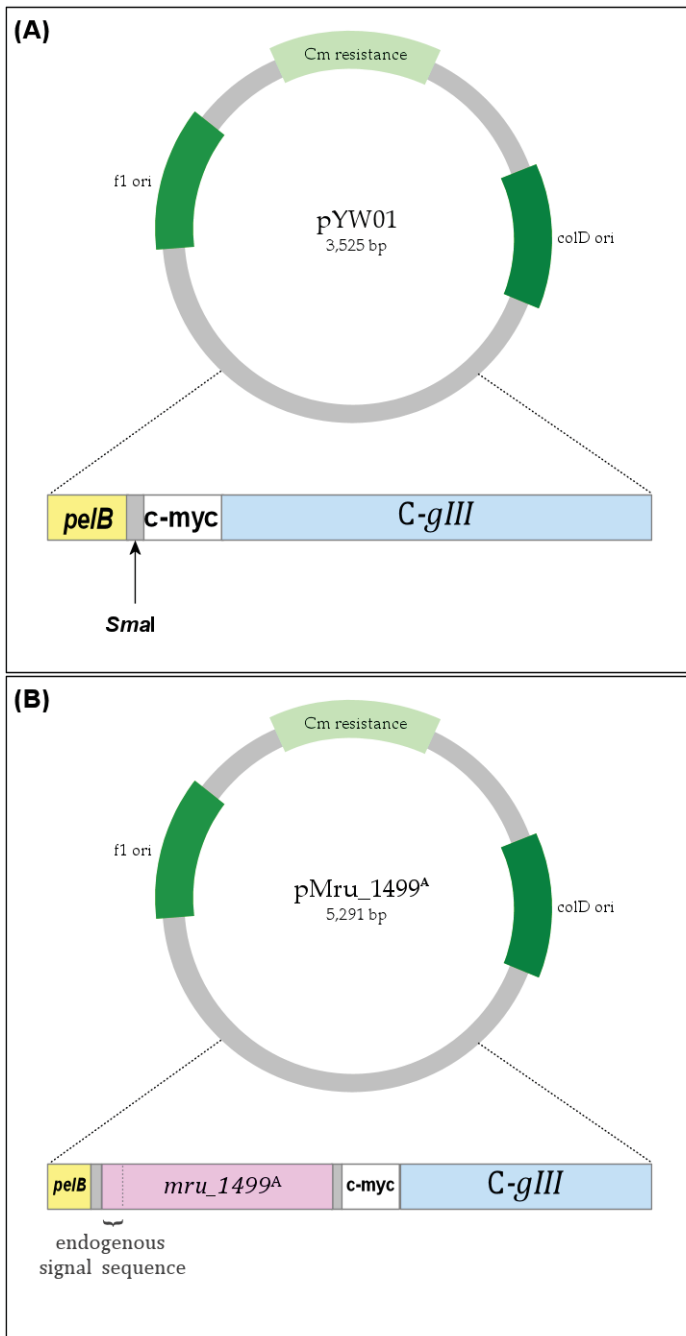 (A)
Cm resistance
f1 ori
pYW01
3,525 bp
colD ori
pelB
c-myc
C-gIII
SmaI
(B)
Cm resistance
f1 ori
pMru_1499ᴬ
5,291 bp
colD ori
pelB
mru_1499ᴬ
c-myc
C-gIII
endogenous
signal sequence